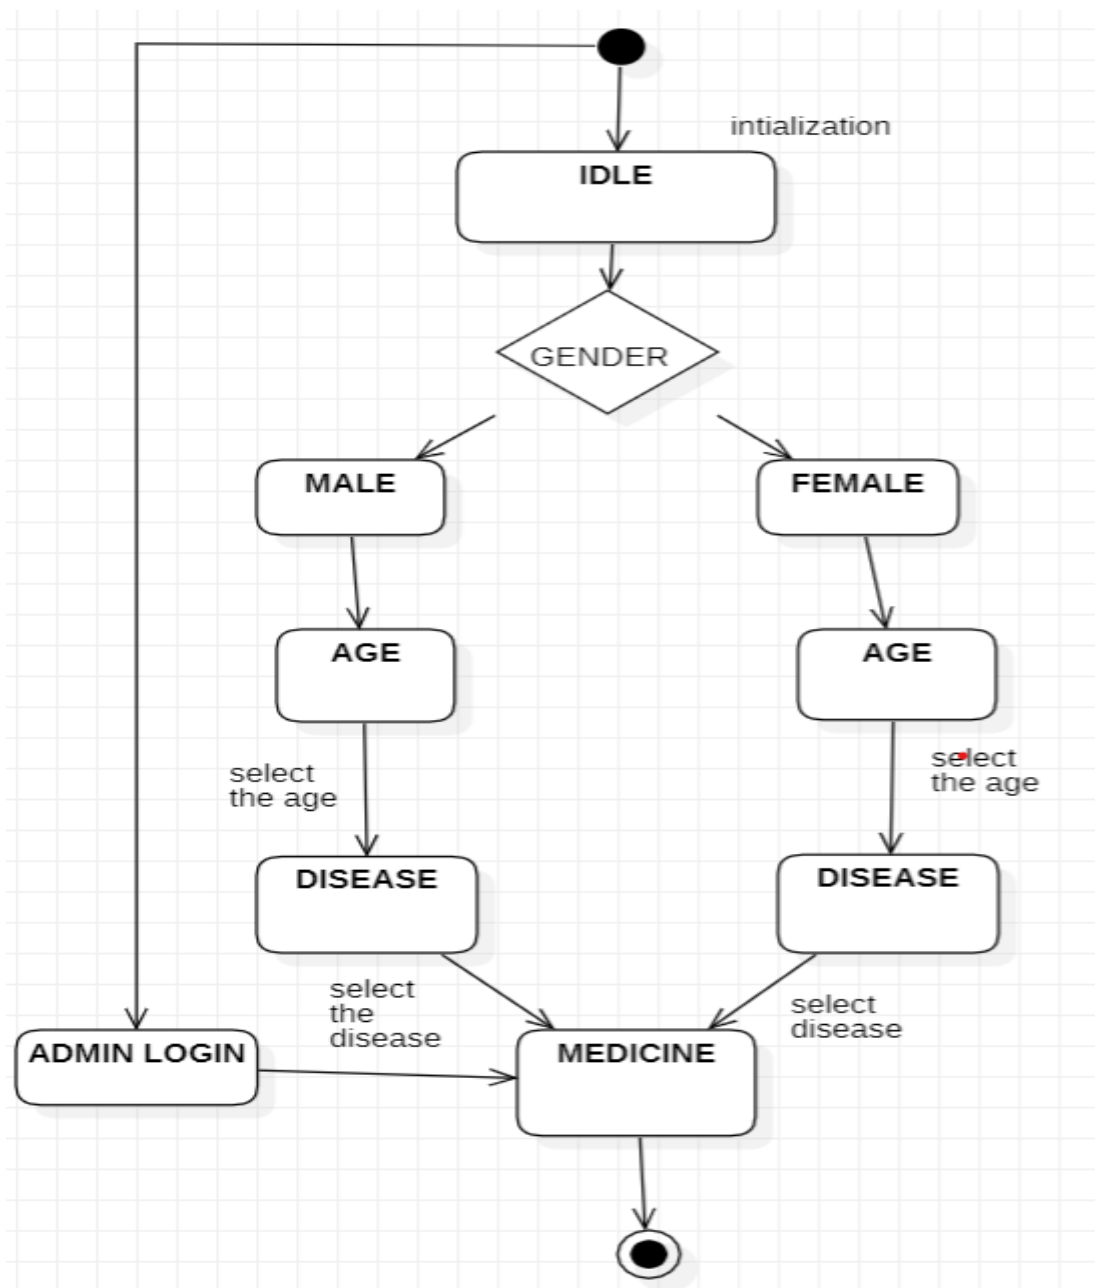 intialization
IDLE
GENDER
MALE
FEMALE
AGE
AGE
select
the age
select
the age
DISEASE
DISEASE
select
the
disease
select
disease
ADMIN LOGIN
MEDICINE